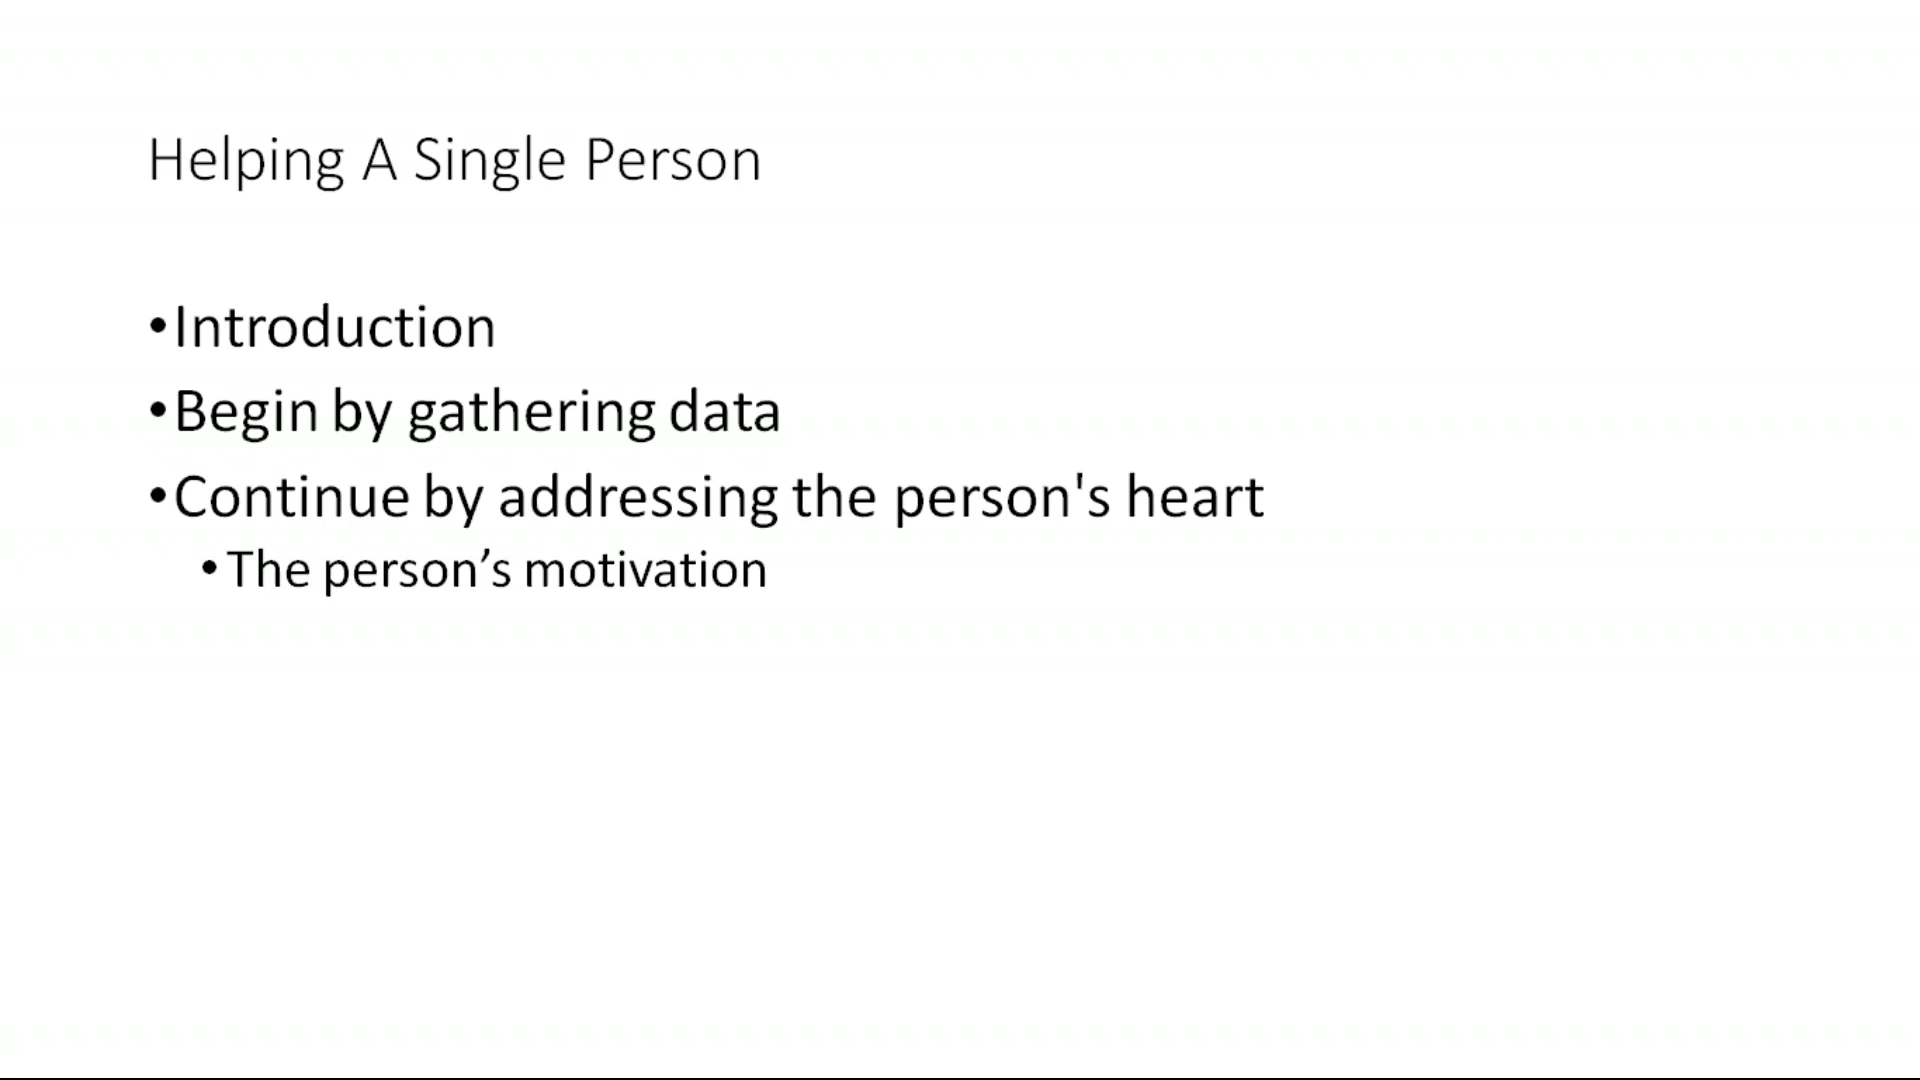 Helping A Single Person
•Introduction
•Begin by gathering data
•Continue by addressing the person's heart
•The person’s motivation